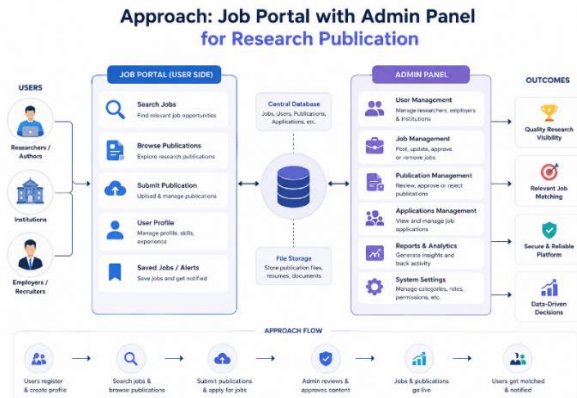 Approach: Job Portal with Admin Panel
for Research Publication
USERS
Researchers /
Authors
Institutions
Employers /
Recruiters
JOB PORTAL (USER SIDE)
Search Jobs
Find relevant job opportunities
Browse Publications
Explore research publications
Submit Publication
Upload & manage publications
User Profile
Manage profile, skills,
experience
Saved Jobs / Alerts
Save jobs and get notified
Central Database
Jobs, Users, Publications,
Applications, etc.
File Storage
Store publication files,
resumes, documents
ADMIN PANEL
User Management
Manage researchers, employers
& Institutions
Job Management
Post, update, approve
or remove jobs
Publication Management
Review, approve or reject
publications
Applications Management
View and manage job
applications
Reports & Analytics
Generate insights and
track activity
System Settings
Manage categories, roles,
permissions, etc.
OUTCOMES
Quality Research
Visibility
Relevant Job
Matching
Secure & Reliable
Platform
Data-Driven
Decisions
APPROACH FLOW
Users register
& create profile
Search jobs &
browse publications
Submit publications
& apply for jobs
Admin reviews &
approves content
Jobs & publications
go live
Users get matched
& notified